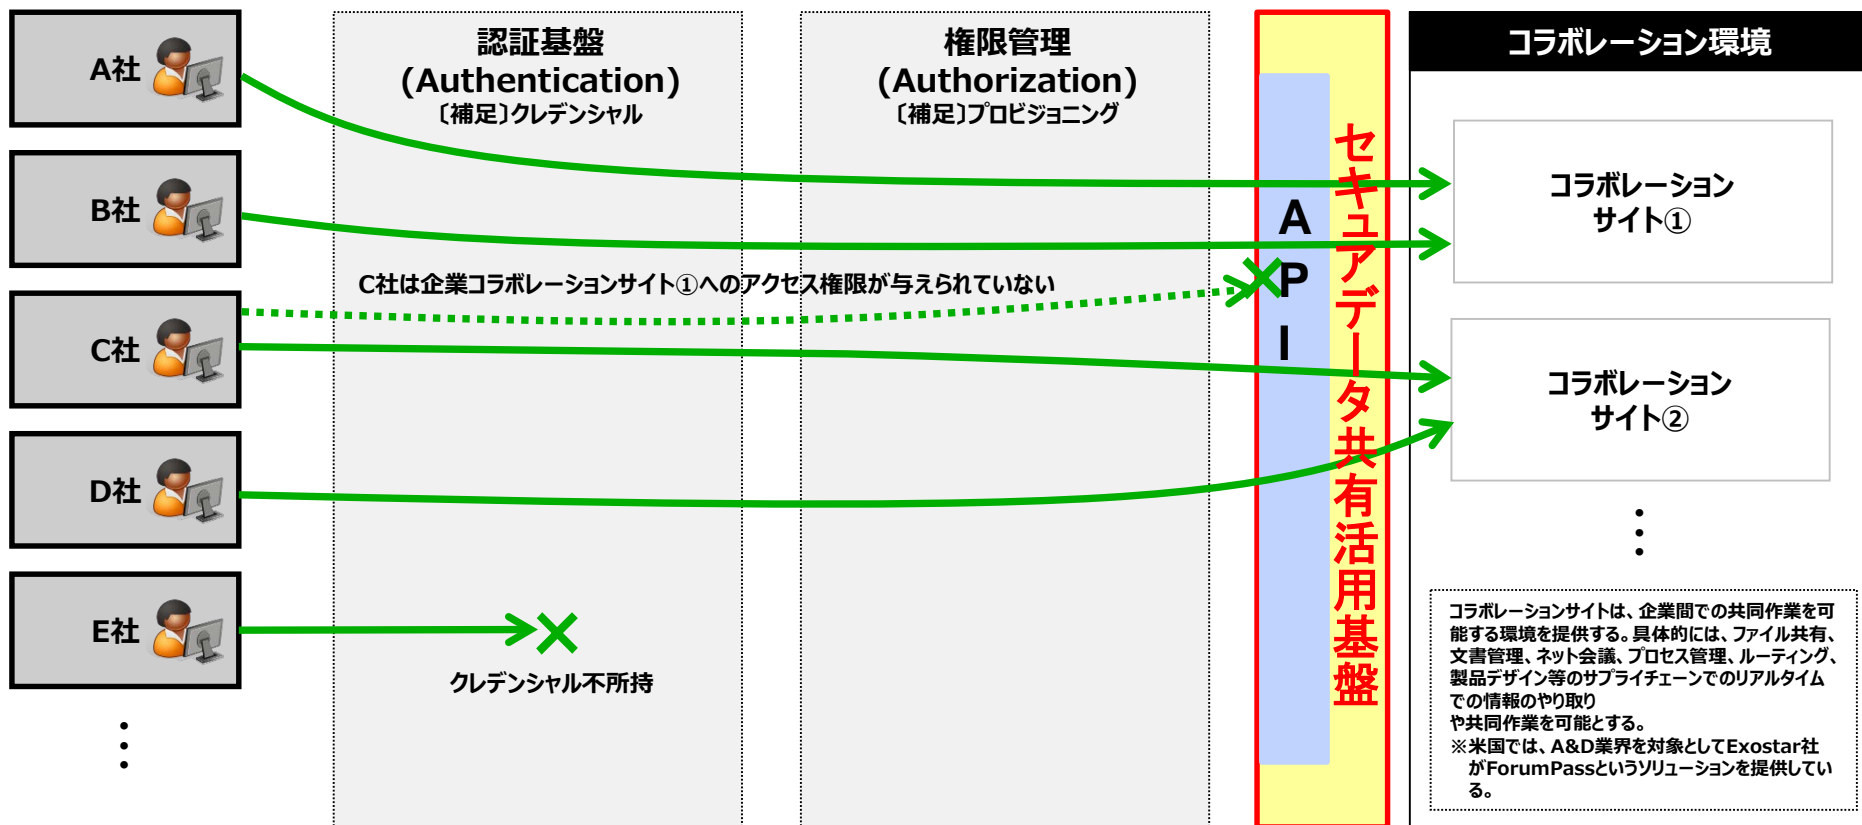 A社
B社
C社
D社
E社
︙
認証基盤
(Authentication)
〔補足〕クレデンシャル
権限管理
(Authorization)
〔補足〕プロビジョニング
C社は企業コラボレーションサイト①へのアクセス権限が与えられていない
クレデンシャル不所持
API
セキュアデータ共有活用基盤
コラボレーション環境
コラボレーション
サイト①
コラボレーション
サイト②
︙
コラボレーションサイトは、企業間での共同作業を可
能する環境を提供する。具体的には、ファイル共有、
文書管理、ネット会議、プロセス管理、ルーティング、
製品デザイン等のサプライチェーンでのリアルタイム
での情報のやり取り
や共同作業を可能とする。
※米国では、A&D業界を対象としてExostar社
がForumPassというソリューションを提供してい
る。